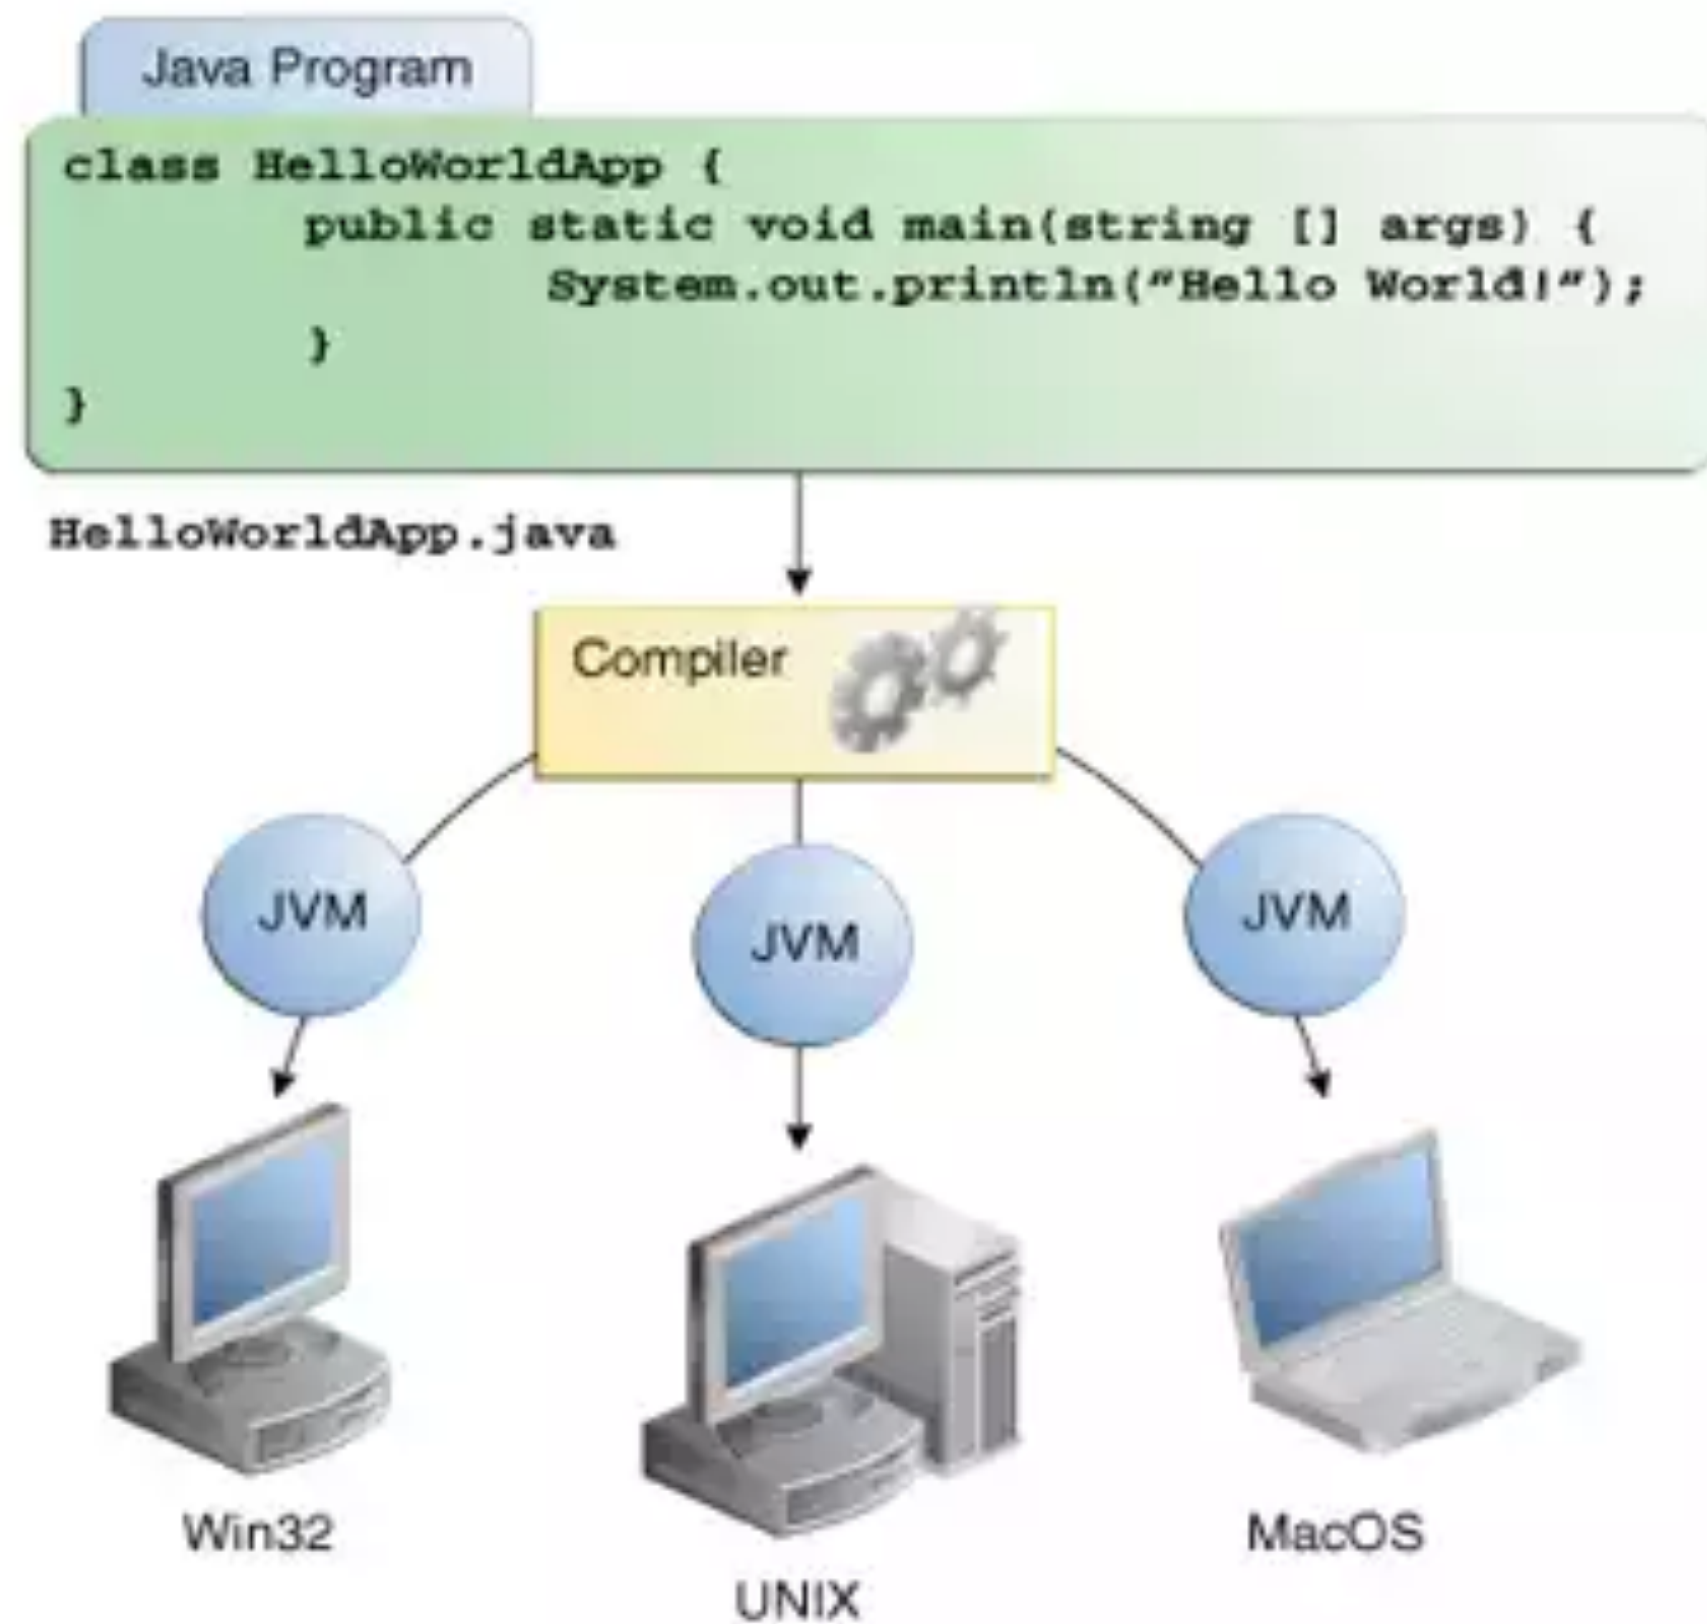 Java Program
class HelloWorldApp {
public static void main(string [] args) {
System.out.println(“Hello World!”);
}
}
HelloWorldApp.java
Compiler
JVM
JVM
JVM
Win32
UNIX
MacOS